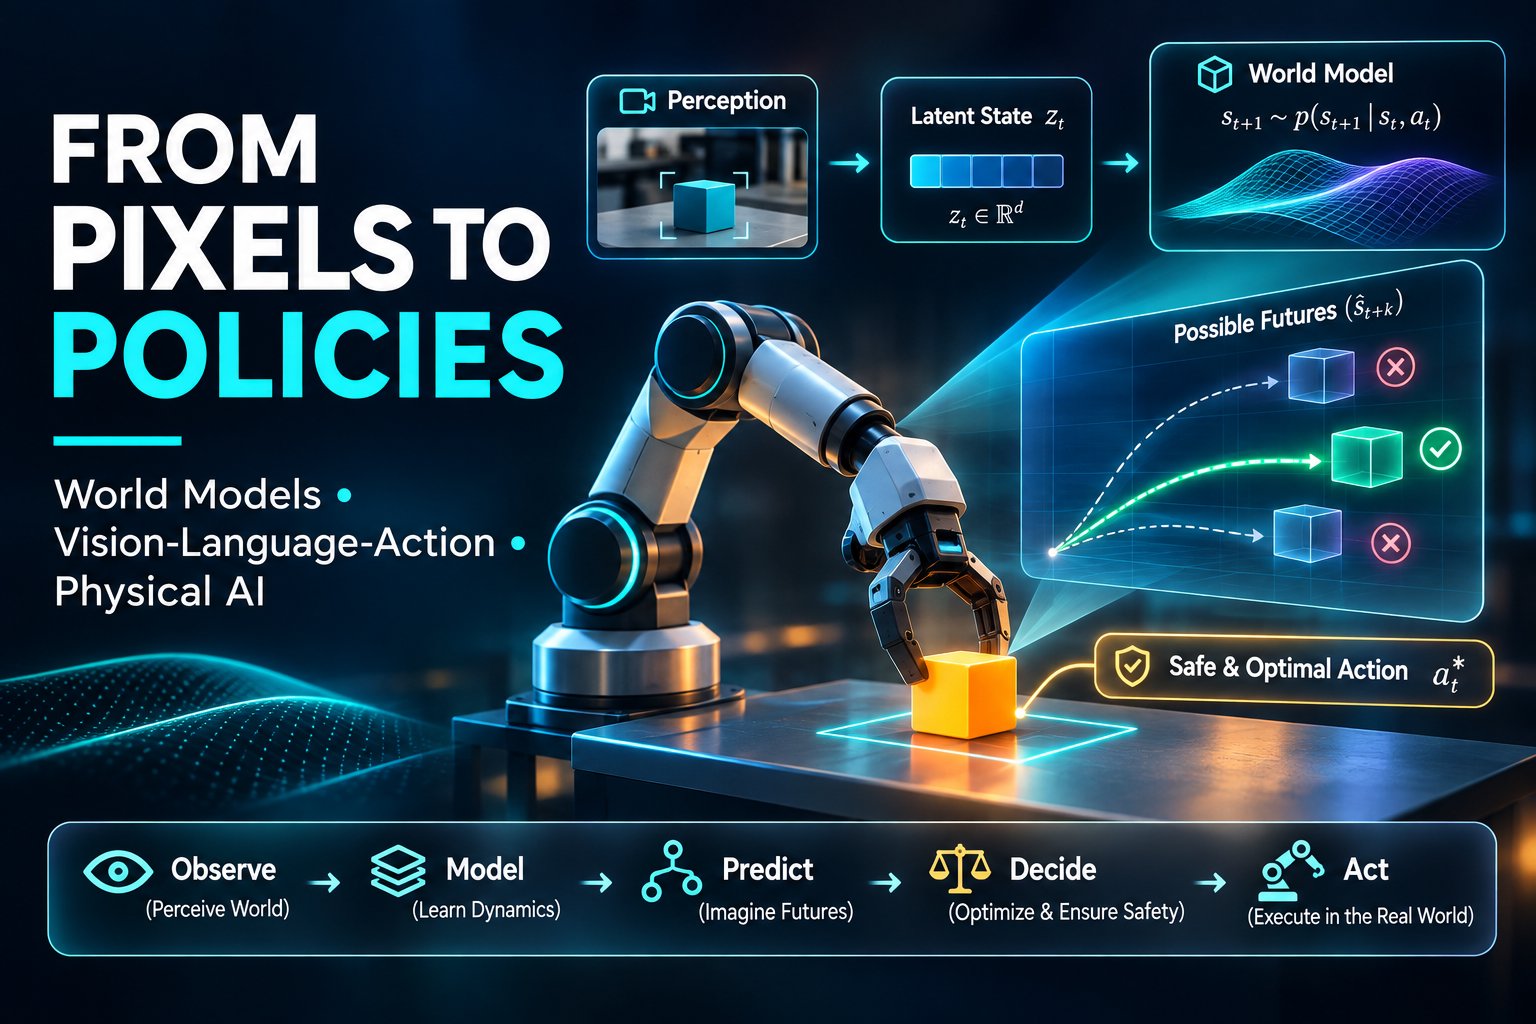 FROM
PIXELS TO
POLICIES
World Models •
Vision-Language-Action •
Physical AI
Perception
Latent State z_t
z_t ∈ ℝ^d
World Model
s_{t+1} ~ p(s_{t+1} | s_t, a_t)
Possible Futures (ŝ_{t+k})
Safe & Optimal Action a_t^*
Observe
(Perceive World)
Model
(Learn Dynamics)
Predict
(Imagine Futures)
Decide
(Optimize & Ensure Safety)
Act
(Execute in the Real World)